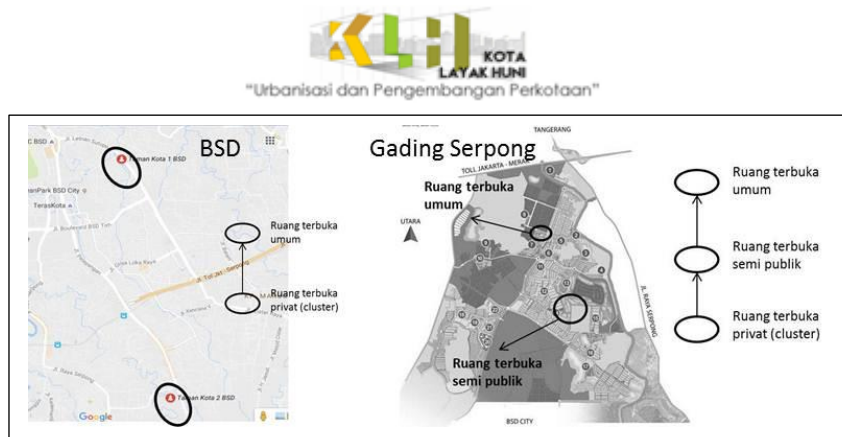 KLH
KOTA
LAYAK HUNI
"Urbanisasi dan Pengembangan Perkotaan"
BSD
Taman Kota 1 BSD
TerasKota
Ruang terbuka
umum
Ruang terbuka
privat (cluster)
Taman Kota 2 BSD
Google
Gading Serpong
TANGERANG
TOLL JAKARTA - MERAK
Ruang terbuka
umum
UTARA
JL RAYA SERPONG
Ruang terbuka
semi publik
BSD CITY
Ruang terbuka
umum
Ruang terbuka
semi publik
Ruang terbuka
privat (cluster)